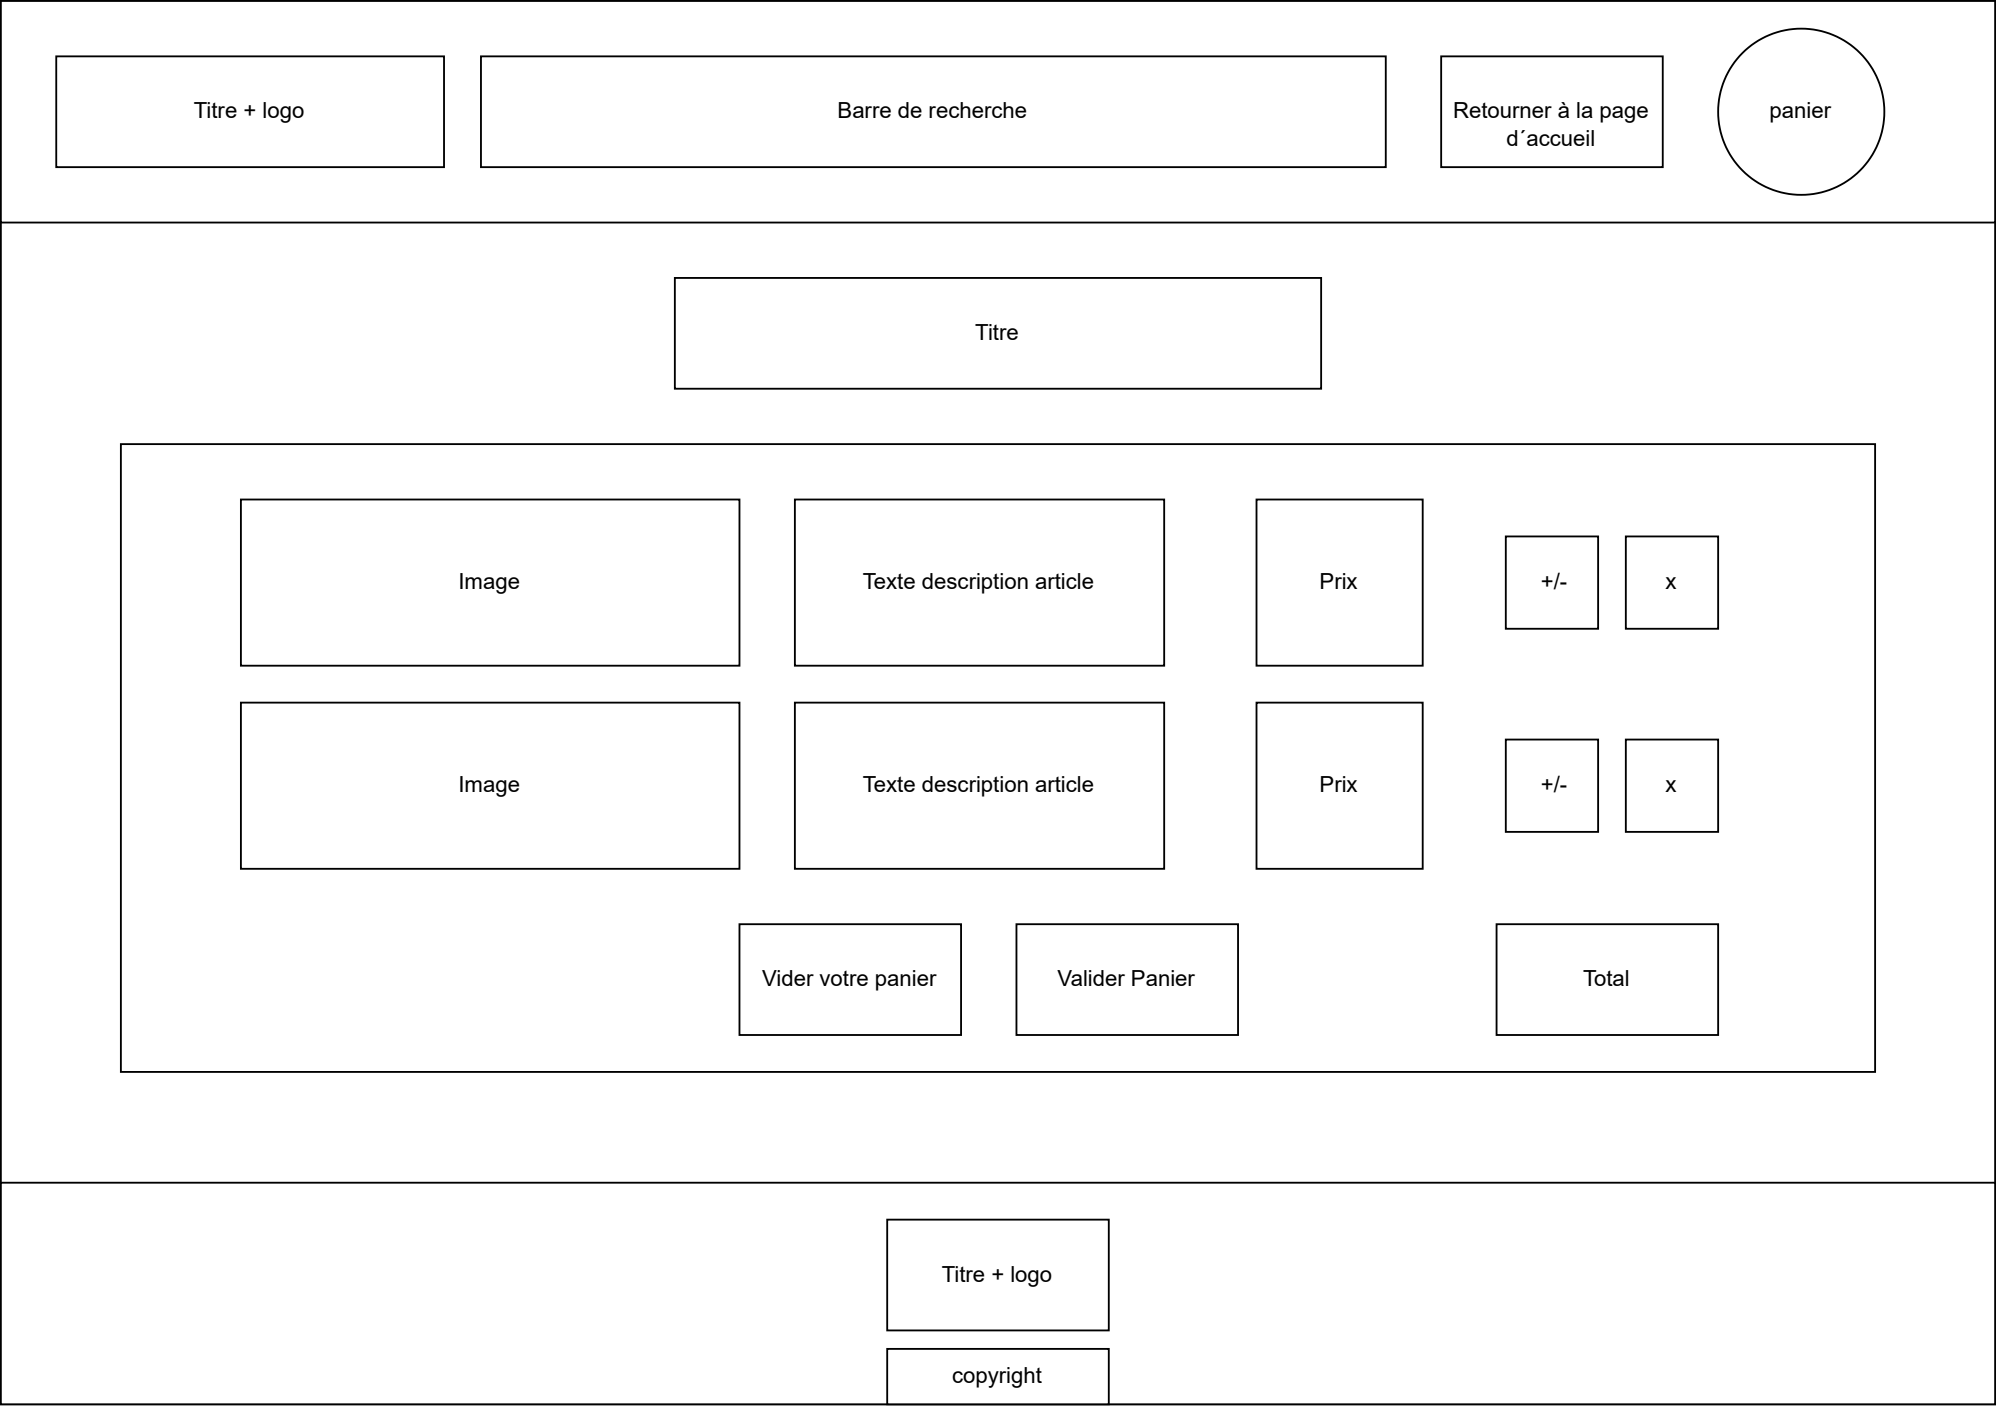 Titre + logo
Barre de recherche
Retourner à la page
d´accueil
panier
Titre
Image
Texte description article
Prix
+/-
x
Image
Texte description article
Prix
+/-
x
Vider votre panier
Valider Panier
Total
Titre + logo
copyright